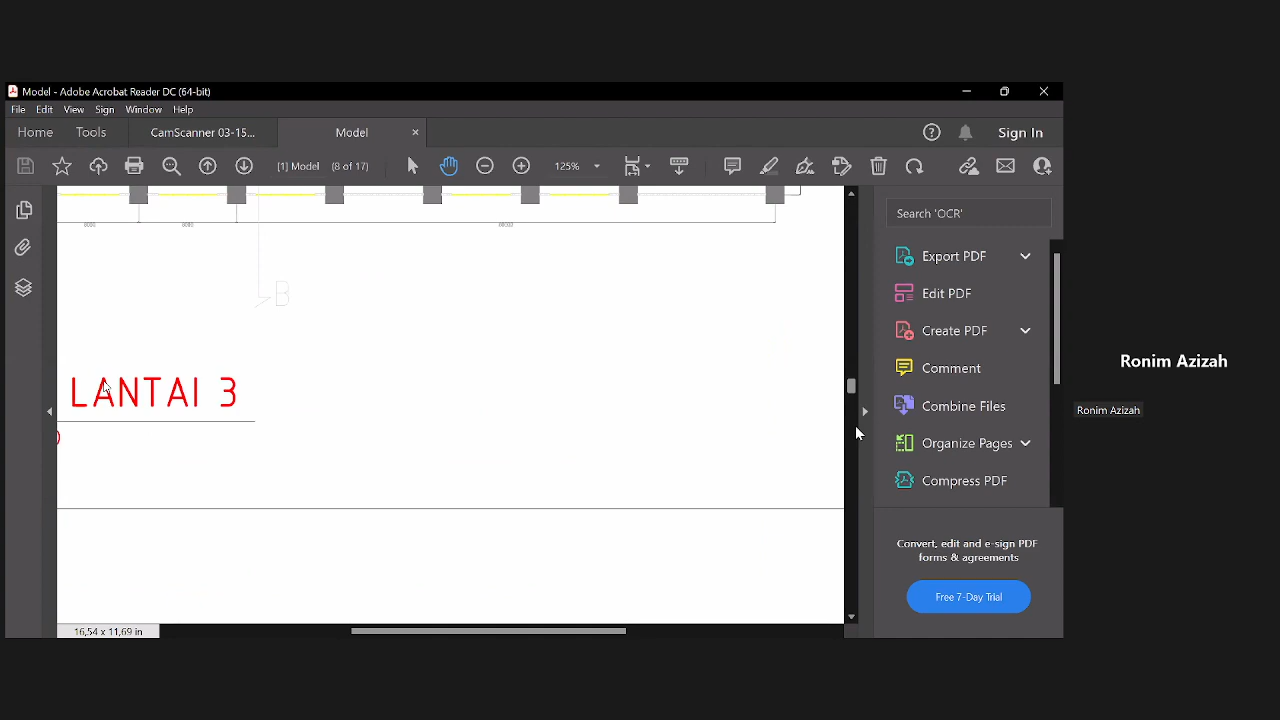 Model - Adobe Acrobat Reader DC (64-bit)
File Edit View Sign Window Help
Home Tools CamScanner 03-15... Model Sign In
[1] Model (8 of 17) 125%
Search 'OCR'
Export PDF
Edit PDF
Create PDF
Comment
Combine Files
Organize Pages
Compress PDF
Convert, edit and e-sign PDF
forms & agreements
Free 7-Day Trial
B
LANTAI 3
16,54 x 11,69 in
Ronim Azizah
Ronim Azizah